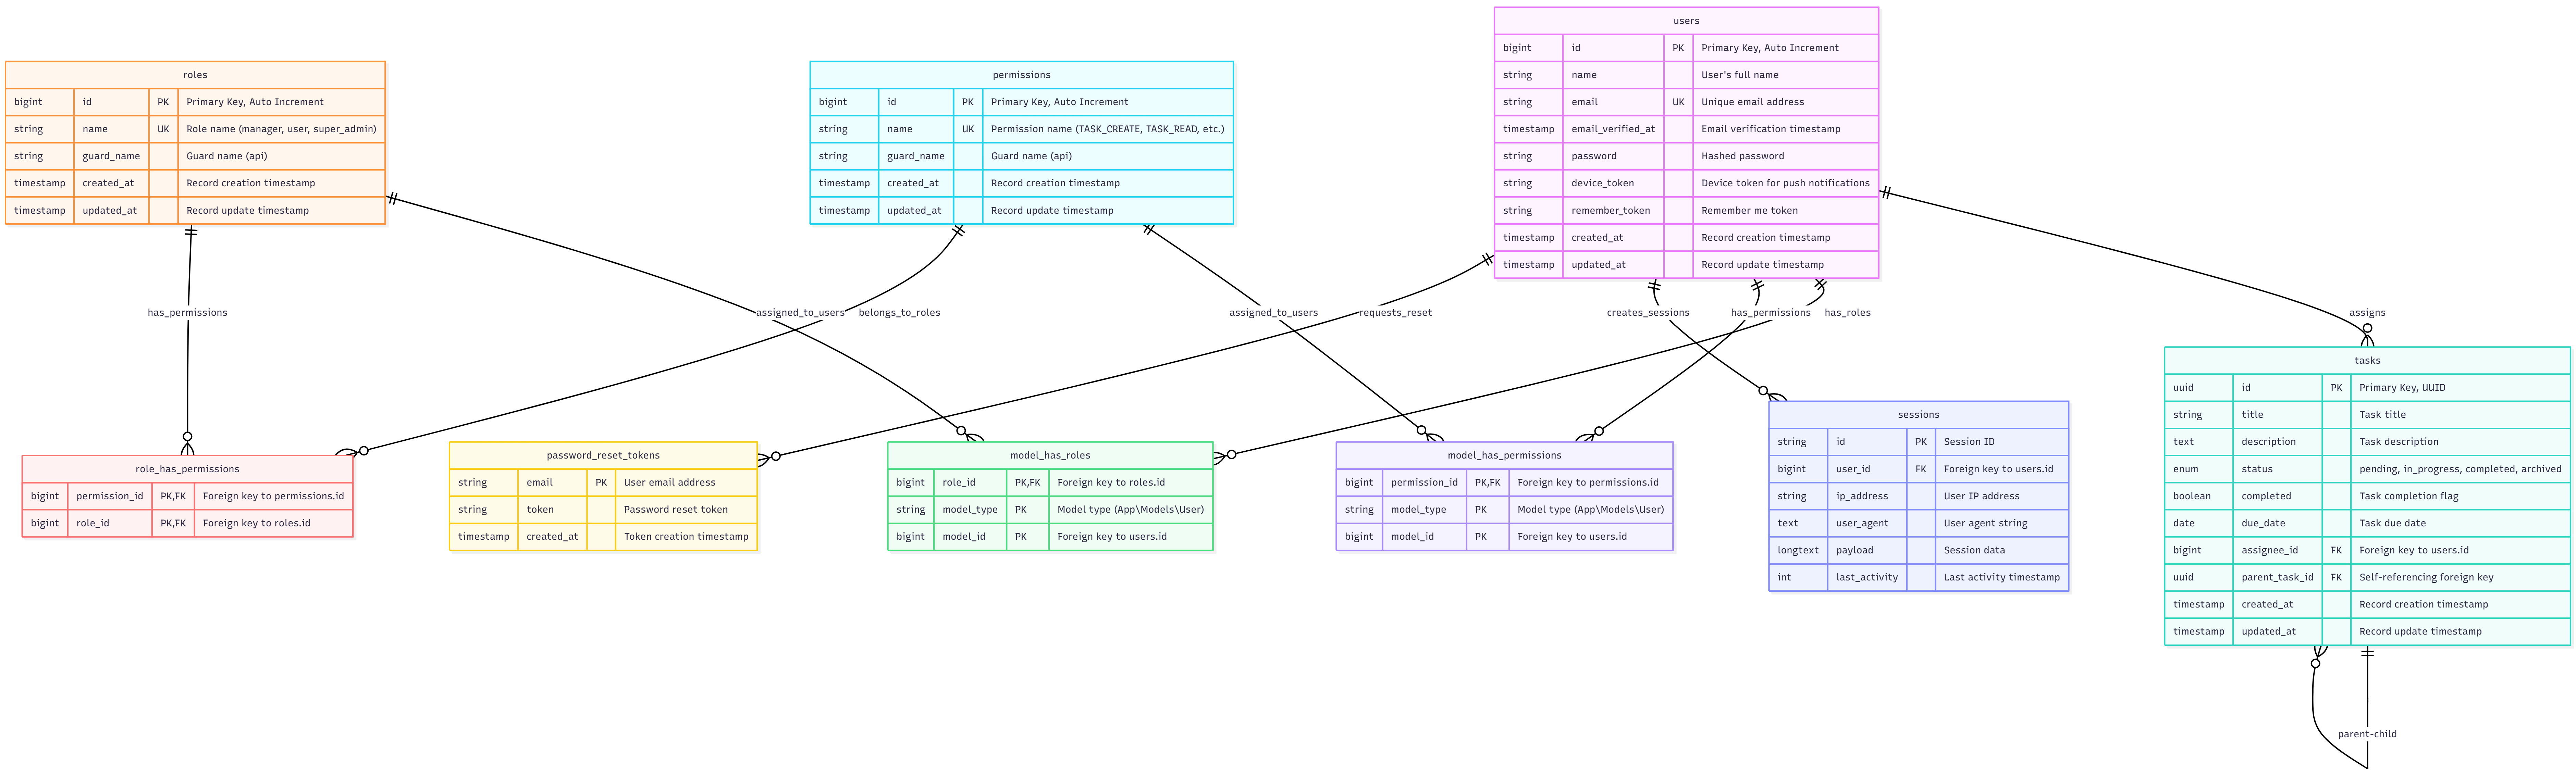 users
bigint id PK Primary Key, Auto Increment
string name User's full name
string email UK Unique email address
timestamp email_verified_at Email verification timestamp
string password Hashed password
string device_token Device token for push notifications
string remember_token Remember me token
timestamp created_at Record creation timestamp
timestamp updated_at Record update timestamp
roles
bigint id PK Primary Key, Auto Increment
string name UK Role name (manager, user, super_admin)
string guard_name Guard name (api)
timestamp created_at Record creation timestamp
timestamp updated_at Record update timestamp
permissions
bigint id PK Primary Key, Auto Increment
string name UK Permission name (TASK_CREATE, TASK_READ, etc.)
string guard_name Guard name (api)
timestamp created_at Record creation timestamp
timestamp updated_at Record update timestamp
has_permissions
assigned_to_users
belongs_to_roles
assigned_to_users
requests_reset
creates_sessions
has_permissions
has_roles
assigns
role_has_permissions
bigint permission_id PK,FK Foreign key to permissions.id
bigint role_id PK,FK Foreign key to roles.id
password_reset_tokens
string email PK User email address
string token Password reset token
timestamp created_at Token creation timestamp
model_has_roles
bigint role_id PK,FK Foreign key to roles.id
string model_type PK Model type (App\Models\User)
bigint model_id PK Foreign key to users.id
model_has_permissions
bigint permission_id PK,FK Foreign key to permissions.id
string model_type PK Model type (App\Models\User)
bigint model_id PK Foreign key to users.id
sessions
string id PK Session ID
bigint user_id FK Foreign key to users.id
string ip_address User IP address
text user_agent User agent string
longtext payload Session data
int last_activity Last activity timestamp
tasks
uuid id PK Primary Key, UUID
string title Task title
text description Task description
enum status pending, in_progress, completed, archived
boolean completed Task completion flag
date due_date Task due date
bigint assignee_id FK Foreign key to users.id
uuid parent_task_id FK Self-referencing foreign key
timestamp created_at Record creation timestamp
timestamp updated_at Record update timestamp
parent-child